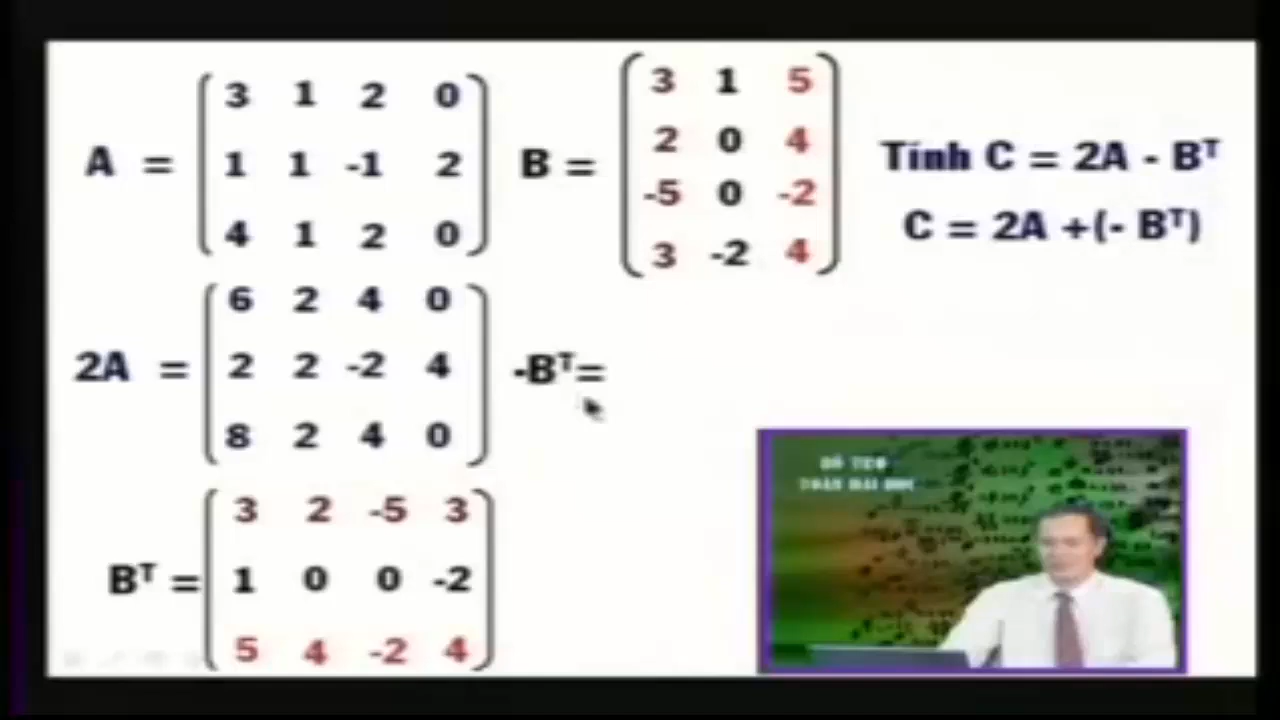 A = 3 1 2 0
1 1 -1 2
4 1 2 0
B = 3 1 5
2 0 4
-5 0 -2
3 -2 4
Tính C = 2A - Bᵀ
C = 2A +(- Bᵀ)
2A = 6 2 4 0
2 2 -2 4
8 2 4 0
-Bᵀ=
Bᵀ = 3 2 -5 3
1 0 0 -2
5 4 -2 4